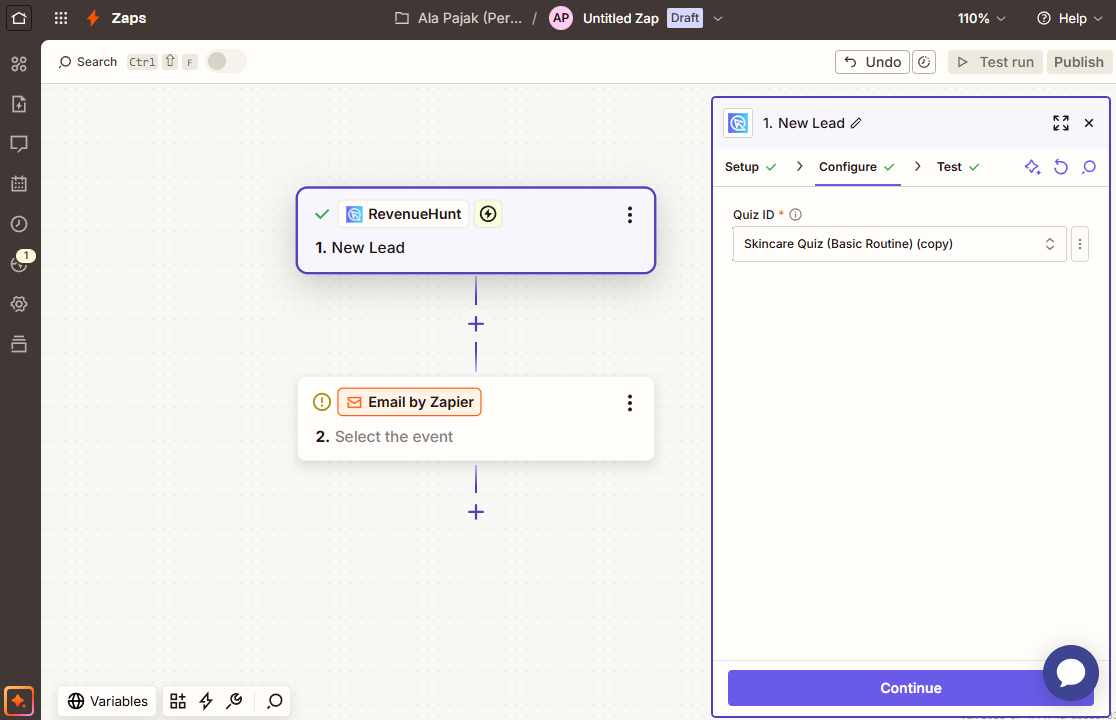 Zaps
Ala Pajak (Per... / AP Untitled Zap Draft
110%
Help
Search Ctrl ⇧ F
Undo
Test run
Publish
1. New Lead
Setup
Configure
Test
Quiz ID *
Skincare Quiz (Basic Routine) (copy)
RevenueHunt
1. New Lead
1
Email by Zapier
2. Select the event
Variables
Continue